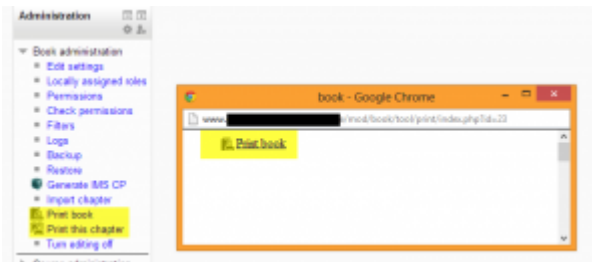 Administration
Book administration
Edit settings
Locally assigned roles
Permissions
Check permissions
Filters
Logs
Backup
Restore
Generate IMS CP
Import chapter
Print book
Print this chapter
Turn editing off
Course administration
book - Google Chrome
www. e/mod/book/tool/print/index.php?id=23
Print book